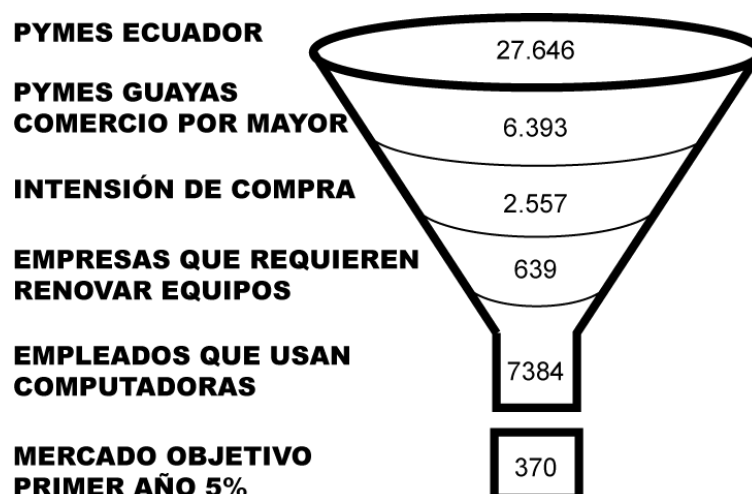 PYMES ECUADOR
27.646
PYMES GUAYAS
COMERCIO POR MAYOR
6.393
INTENSIÓN DE COMPRA
2.557
EMPRESAS QUE REQUIEREN
RENOVAR EQUIPOS
639
EMPLEADOS QUE USAN
COMPUTADORAS
7384
MERCADO OBJETIVO
PRIMER AÑO 5%
370